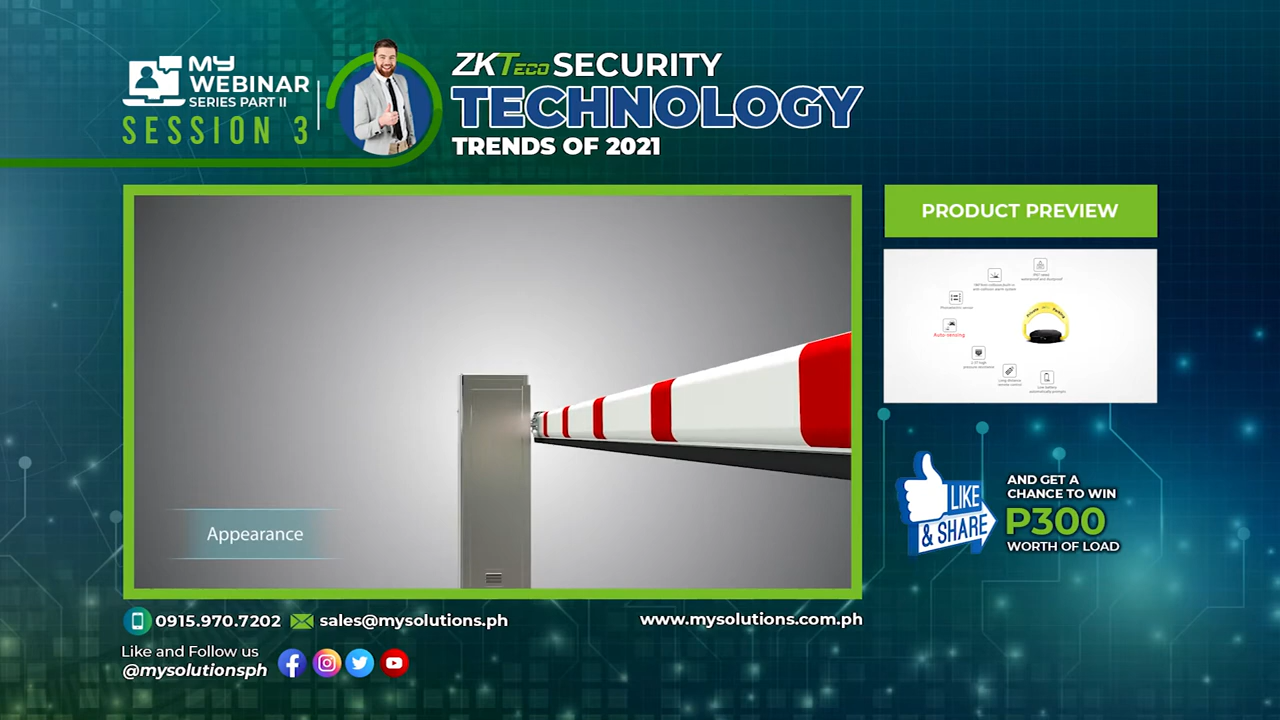 MY
WEBINAR
SERIES PART II
SESSION 3
ZKTeco SECURITY
TECHNOLOGY
TRENDS OF 2021
PRODUCT PREVIEW
Private Parking
Auto-sensing
Appearance
LIKE
& SHARE
AND GET A
CHANCE TO WIN
P300
WORTH OF LOAD
0915.970.7202
sales@mysolutions.ph
www.mysolutions.com.ph
Like and Follow us
@mysolutionsph